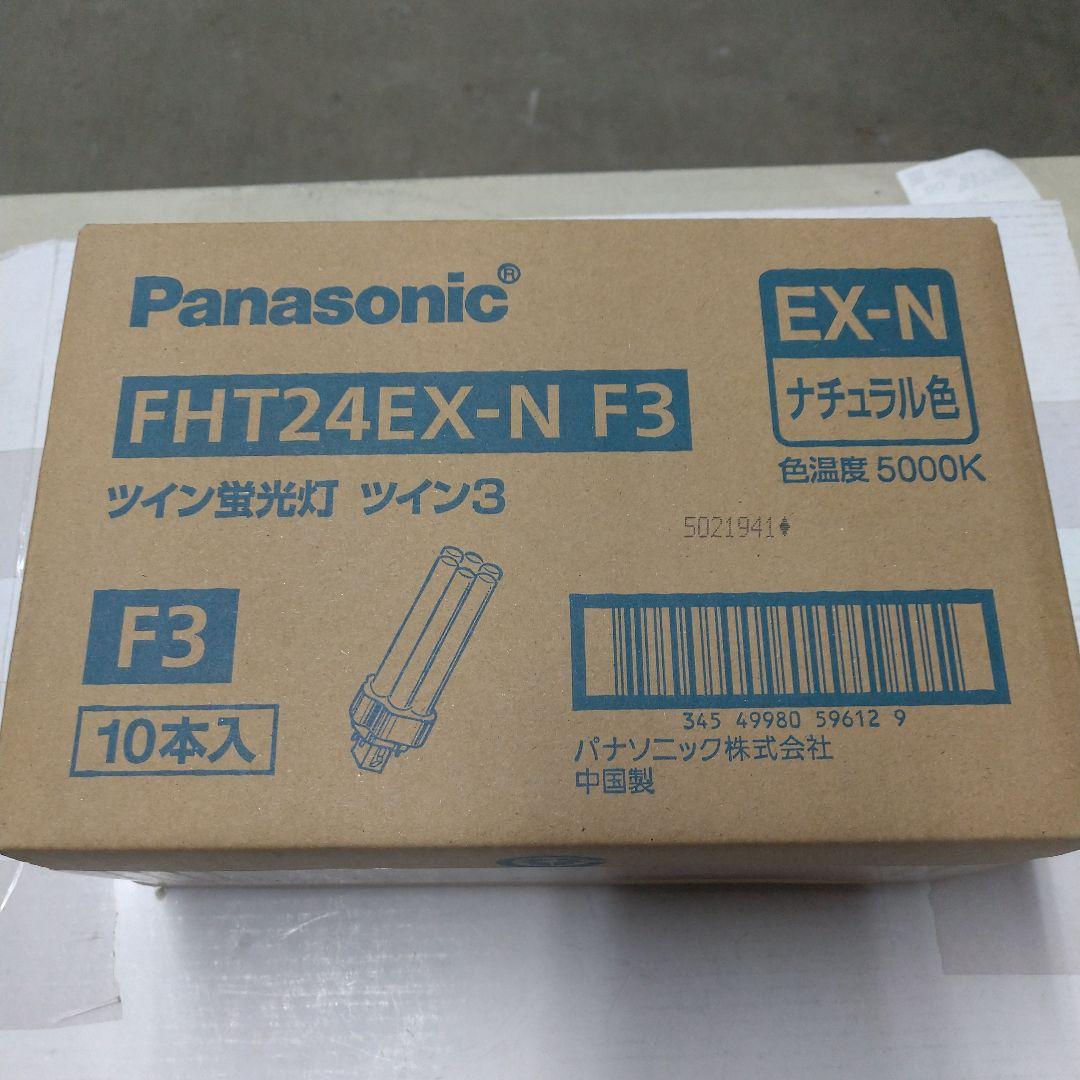 Panasonic®
EX-N
ナチュラル色
色温度 5000K
FHT24EX-N F3
ツイン蛍光灯 ツイン3
5021941
F3
10本入
345 49980 59612 9
パナソニック株式会社
中国製